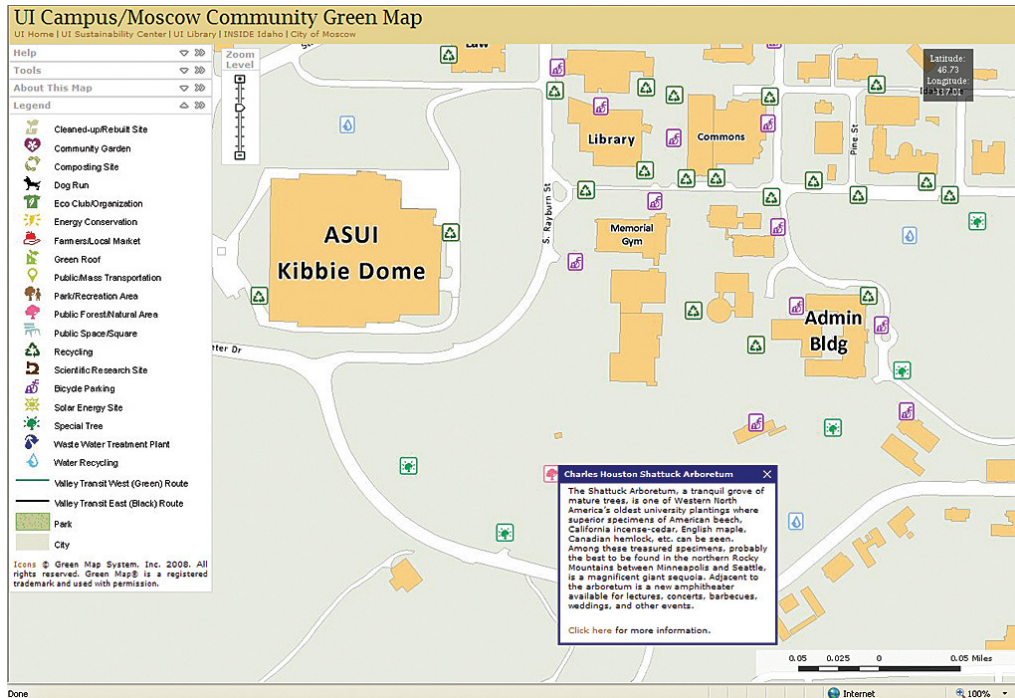 UI Campus/Moscow Community Green Map
UI Home | UI Sustainability Center | UI Library | INSIDE Idaho | City of Moscow
Help
Tools
About This Map
Legend
Cleaned-up/Rebuilt Site
Community Garden
Composting Site
Dog Run
Eco Club/Organization
Energy Conservation
Farmers/Local Market
Green Roof
Public/Mass Transportation
Park/Recreation Area
Public Forest/Natural Area
Public Space/Square
Recycling
Scientific Research Site
Bicycle Parking
Solar Energy Site
Special Tree
Waste Water Treatment Plant
Water Recycling
Valley Transit West (Green) Route
Valley Transit East (Black) Route
Park
City
Icons © Green Map System. Inc. 2008. All
rights reserved. Green Map® is a registered
trademark and used with permission.
Zoom
Level
Law
Latitude:
46.73
Longitude:
-117.01
Library
Commons
Pine St
S. Rayburn St
ASUI
Kibbie Dome
Memorial
Gym
Admin
Bldg
ter Dr
Charles Houston Shattuck Arboretum
The Shattuck Arboretum, a tranquil grove of
mature trees, is one of Western North
America's oldest university plantings where
superior specimens of American beech,
California incense-cedar, English maple,
Canadian hemlock, etc. can be seen.
Among these treasured specimens, probably
the best to be found in the northern Rocky
Mountains between Minneapolis and Seattle,
is a magnificent giant sequoia. Adjacent to
the arboretum is a new amphitheater
available for lectures, concerts, barbecues,
weddings, and other events.
Click here for more information.
0.05 0.025 0 0.05 Miles
Done
Internet
100%